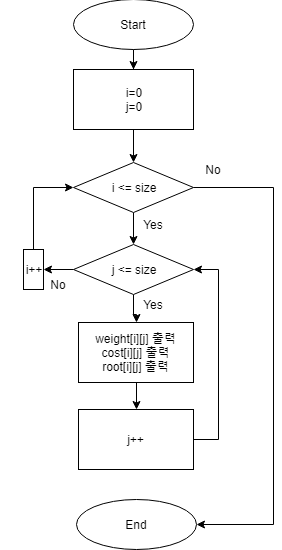 Start
i=0
j=0
i <= size
No
Yes
j <= size
i++
No
Yes
weight[i][j] 출력
cost[i][j] 출력
root[i][j] 출력
j++
End